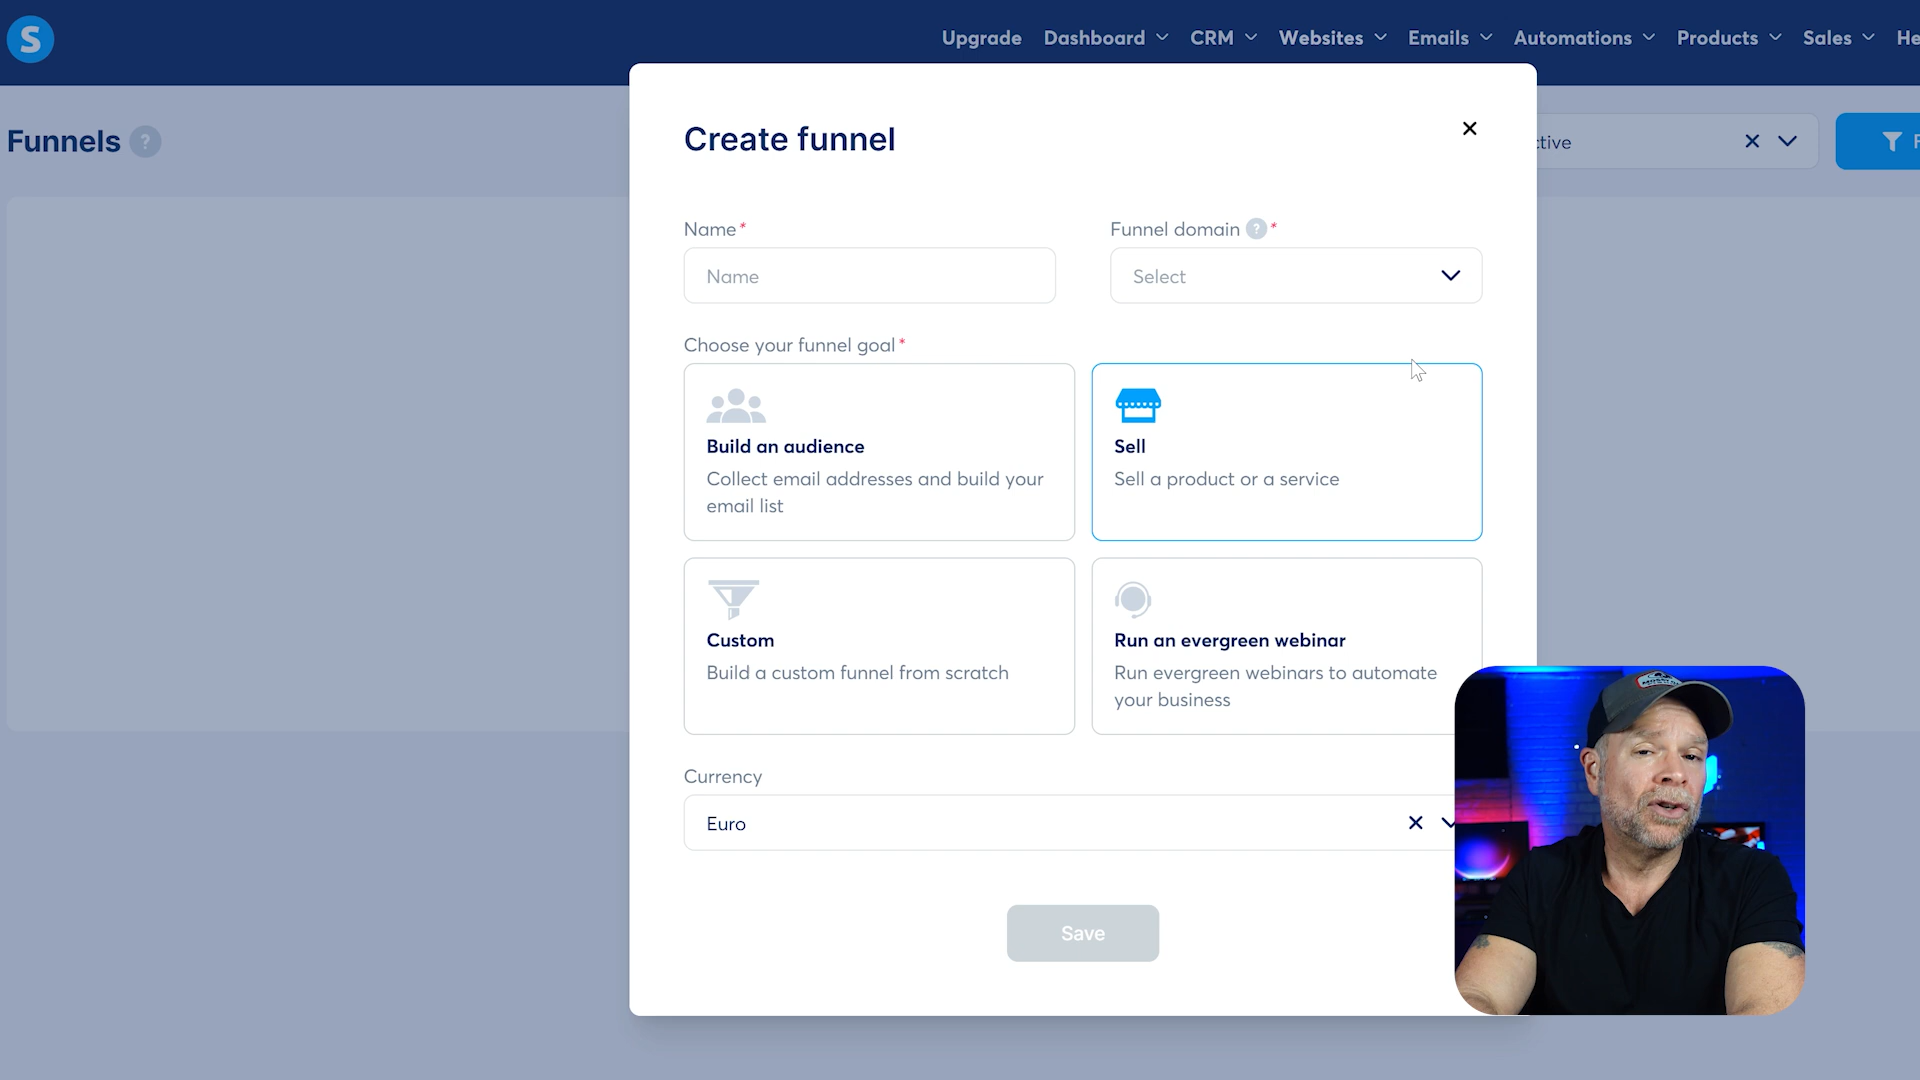 S
Upgrade Dashboard CRM Websites Emails Automations Products Sales He
Funnels ?
ctive
F
Create funnel
Name*
Funnel domain ? *
Name
Select
Choose your funnel goal*
Build an audience
Collect email addresses and build your
email list
Sell
Sell a product or a service
Custom
Build a custom funnel from scratch
Run an evergreen webinar
Run evergreen webinars to automate
your business
Currency
Euro
Save